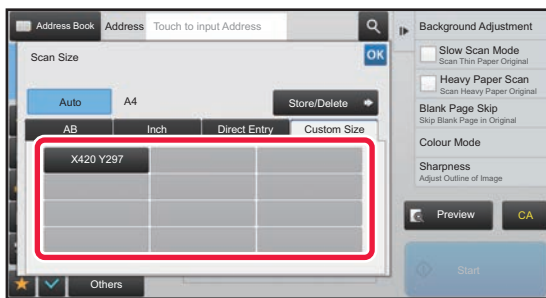 Address Book Address Touch to input Address
Scan Size
OK
Auto A4 Store/Delete
AB Inch Direct Entry Custom Size
X420 Y297
Others
Background Adjustment
Slow Scan Mode
Scan Thin Paper Original
Heavy Paper Scan
Scan Heavy Paper Original
Blank Page Skip
Skip Blank Page in Original
Colour Mode
Sharpness
Adjust Outline of Image
Preview CA
Start